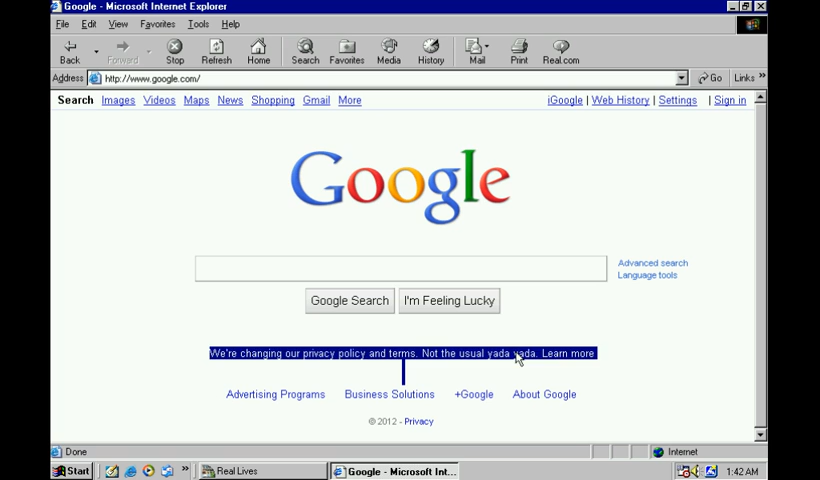 Google - Microsoft Internet Explorer
File Edit View Favorites Tools Help
Back Forward Stop Refresh Home Search Favorites Media History Mail Print Real.com
Address http://www.google.com/ Go Links »
Search Images Videos Maps News Shopping Gmail More iGoogle | Web History | Settings | Sign in
Google
Advanced search
Language tools
Google Search I'm Feeling Lucky
We're changing our privacy policy and terms. Not the usual yada yada. Learn more
Advertising Programs Business Solutions +Google About Google
© 2012 - Privacy
Done Internet
Start » Real Lives Google - Microsoft Int... 1:42 AM